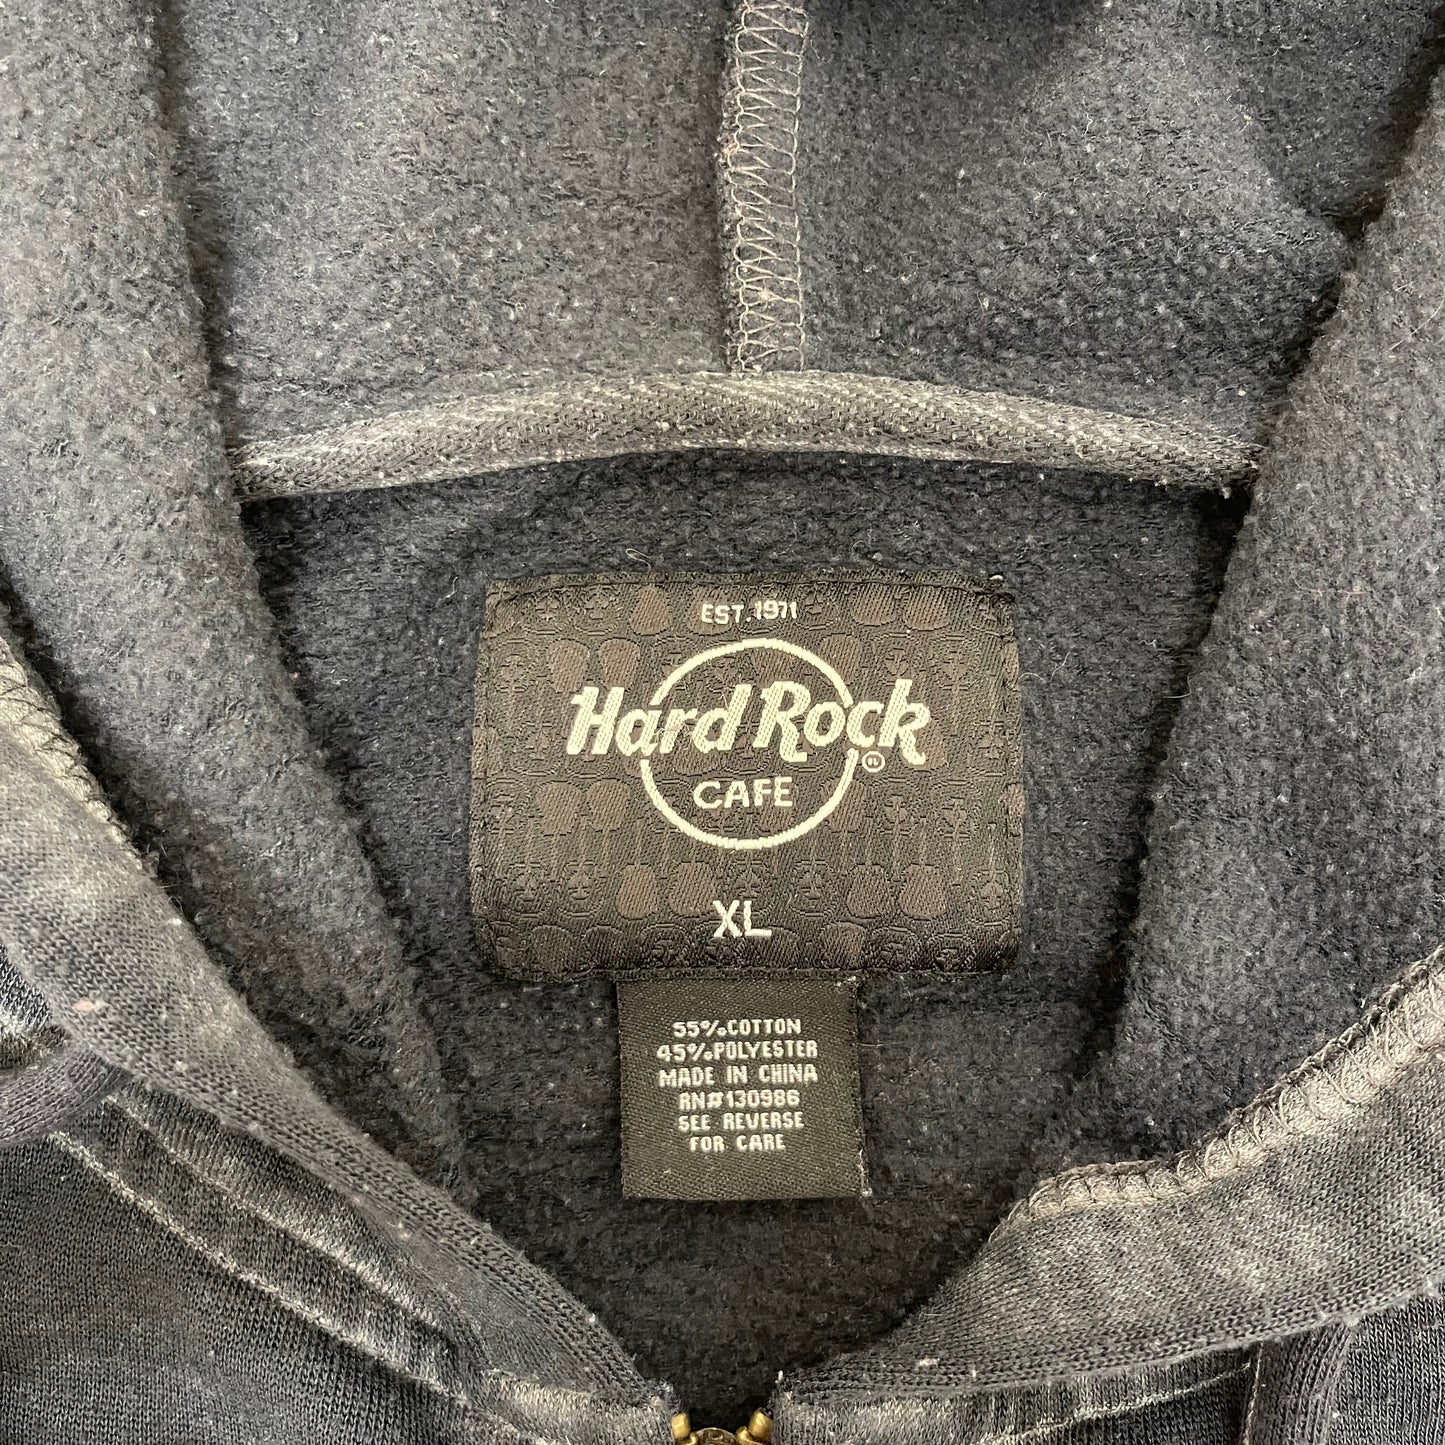 EST.1971
Hard Rock
CAFE
XL
55%COTTON
45%POLYESTER
MADE IN CHINA
RN#130986
SEE REVERSE
FOR CARE